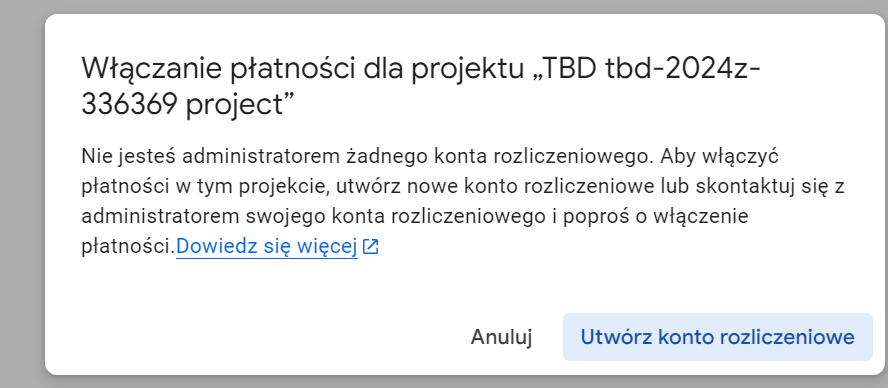 Włączanie płatności dla projektu „TBD tbd-2024z-
336369 project”
Nie jesteś administratorem żadnego konta rozliczeniowego. Aby włączyć
płatności w tym projekcie, utwórz nowe konto rozliczeniowe lub skontaktuj się z
administratorem swojego konta rozliczeniowego i poproś o włączenie
płatności.Dowiedz się więcej
Anuluj Utwórz konto rozliczeniowe